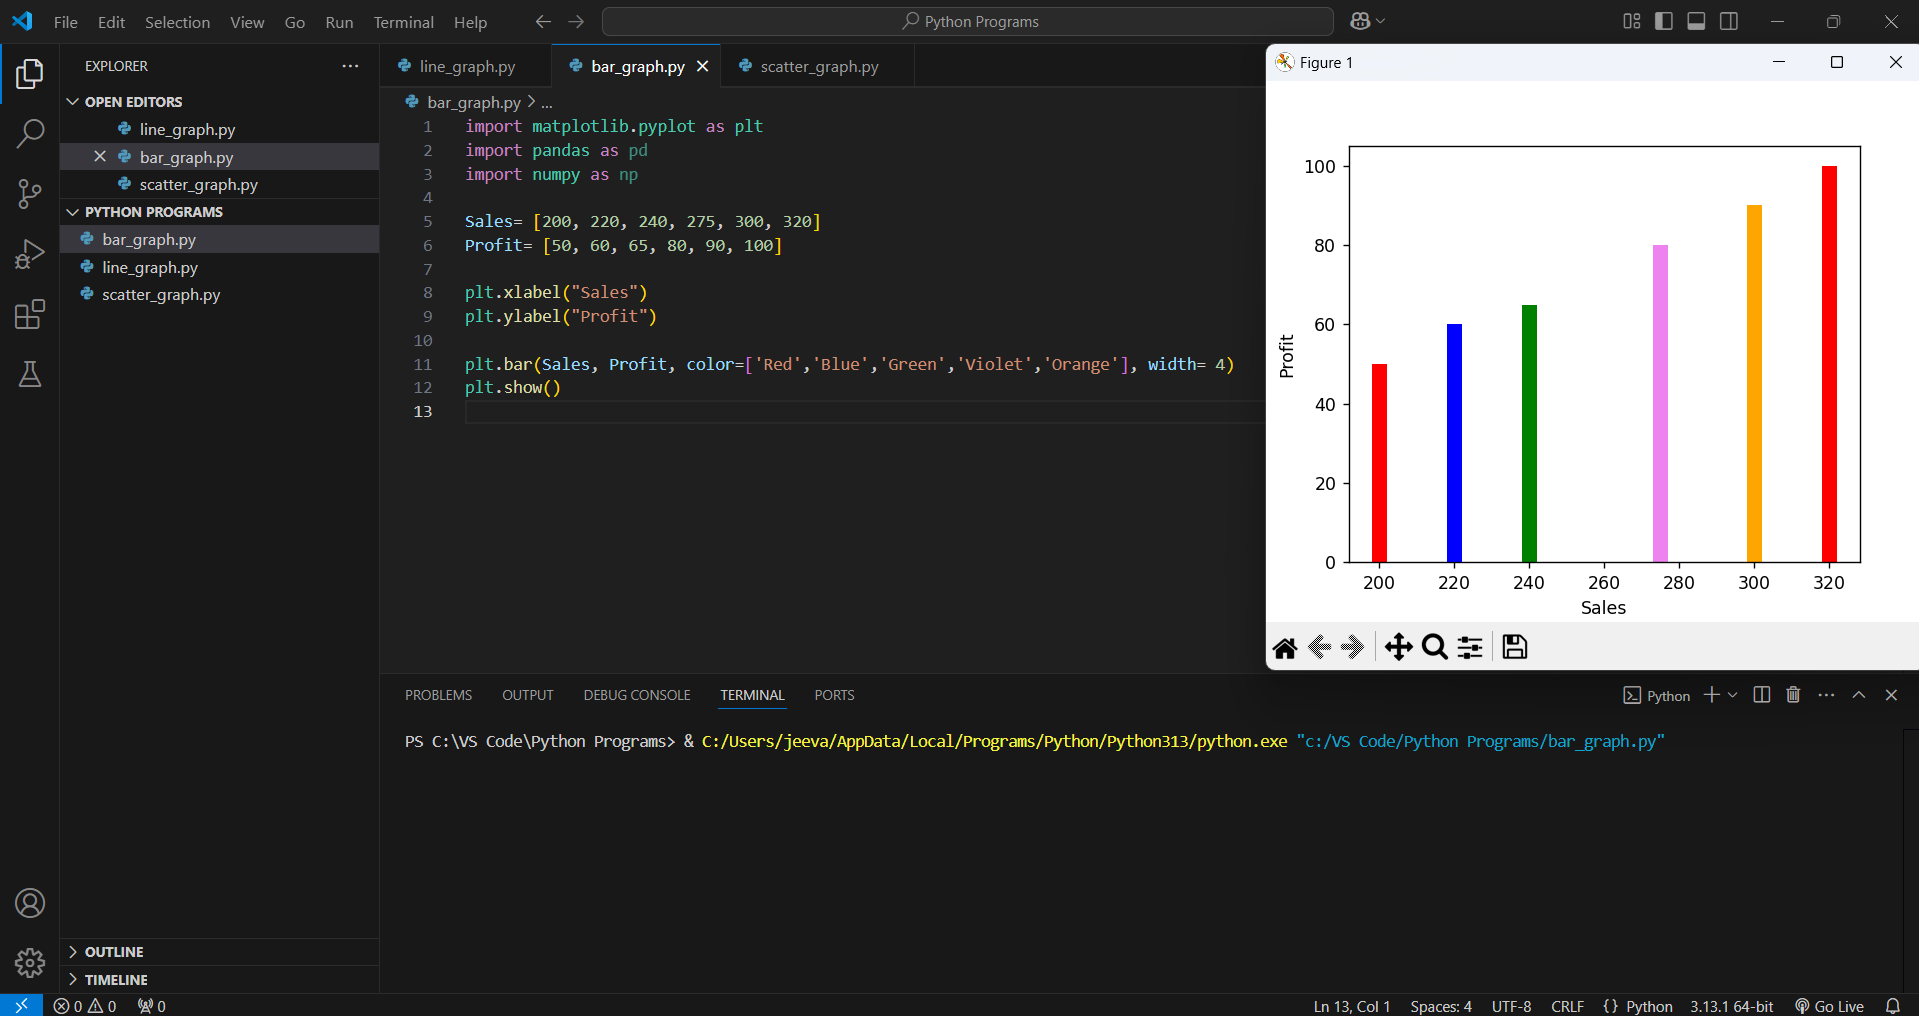 File Edit Selection View Go Run Terminal Help
Python Programs
EXPLORER
OPEN EDITORS
line_graph.py
bar_graph.py
scatter_graph.py
PYTHON PROGRAMS
bar_graph.py
line_graph.py
scatter_graph.py
OUTLINE
TIMELINE
line_graph.py bar_graph.py scatter_graph.py
bar_graph.py > ...
1 import matplotlib.pyplot as plt
2 import pandas as pd
3 import numpy as np
4
5 Sales= [200, 220, 240, 275, 300, 320]
6 Profit= [50, 60, 65, 80, 90, 100]
7
8 plt.xlabel("Sales")
9 plt.ylabel("Profit")
10
11 plt.bar(Sales, Profit, color=['Red','Blue','Green','Violet','Orange'], width= 4)
12 plt.show()
13
Figure 1
100
80
60
40
20
0
Profit
200 220 240 260 280 300 320
Sales
PROBLEMS OUTPUT DEBUG CONSOLE TERMINAL PORTS
Python
PS C:\VS Code\Python Programs> & C:/Users/jeeva/AppData/Local/Programs/Python/Python313/python.exe "c:/VS Code/Python Programs/bar_graph.py"
0 0 0
Ln 13, Col 1 Spaces: 4 UTF-8 CRLF {} Python 3.13.1 64-bit Go Live